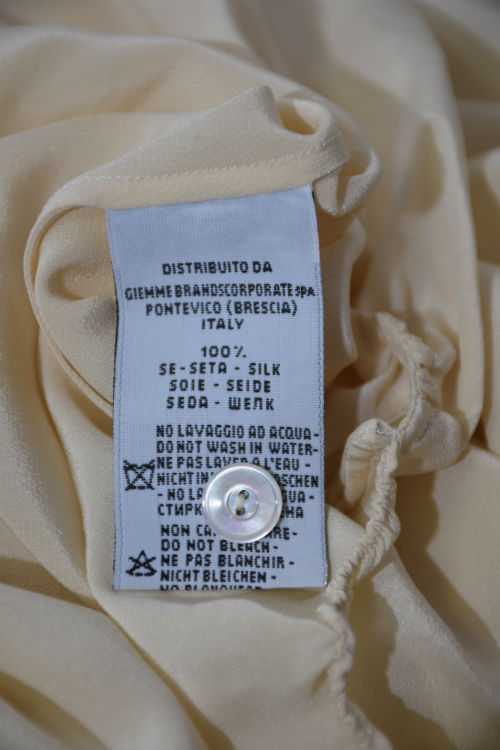 DISTRIBUITO DA
GIEMME BRANDSCORPORATE SPA
PONTEVICO (BRESCIA)
ITALY
100%
SE - SETA - SILK
SOIE - SEIDE
SEDA - ШЕЛК
NO LAVAGGIO AD ACQUA -
DO NOT WASH IN WATER -
NE PAS LAVER A L'EAU -
NICHT IN
- NO
СТИРК
NON
DO NOT BLEACH -
NE PAS BLANCHIR -
NICHT BLEICHEN -